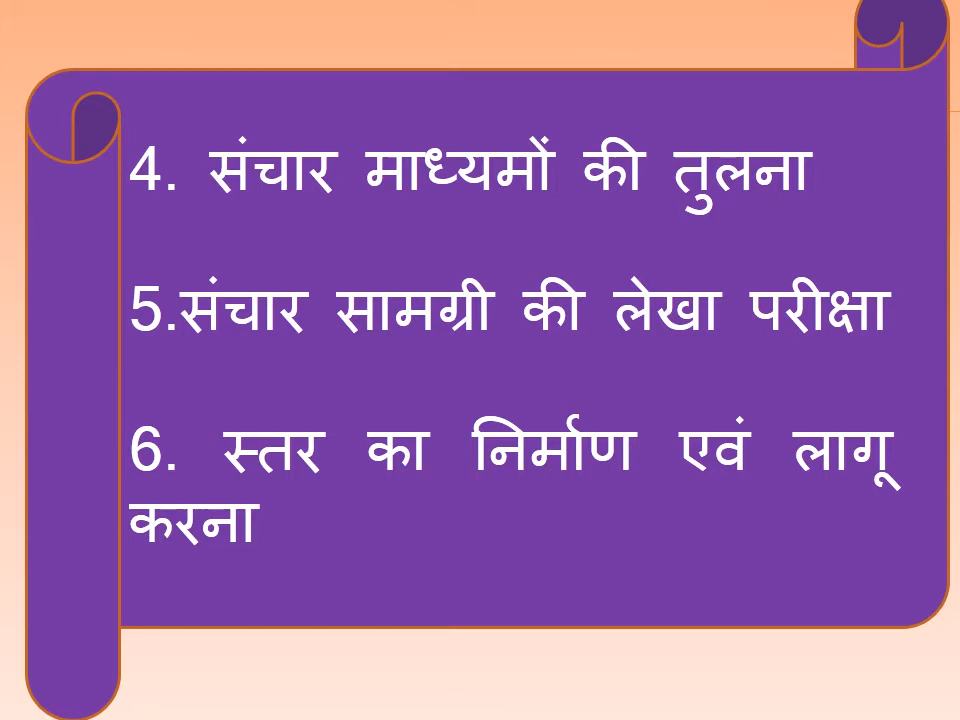 4. संचार माध्यमों की तुलना
5.संचार सामग्री की लेखा परीक्षा
6. स्तर का निर्माण एवं लागू
करना